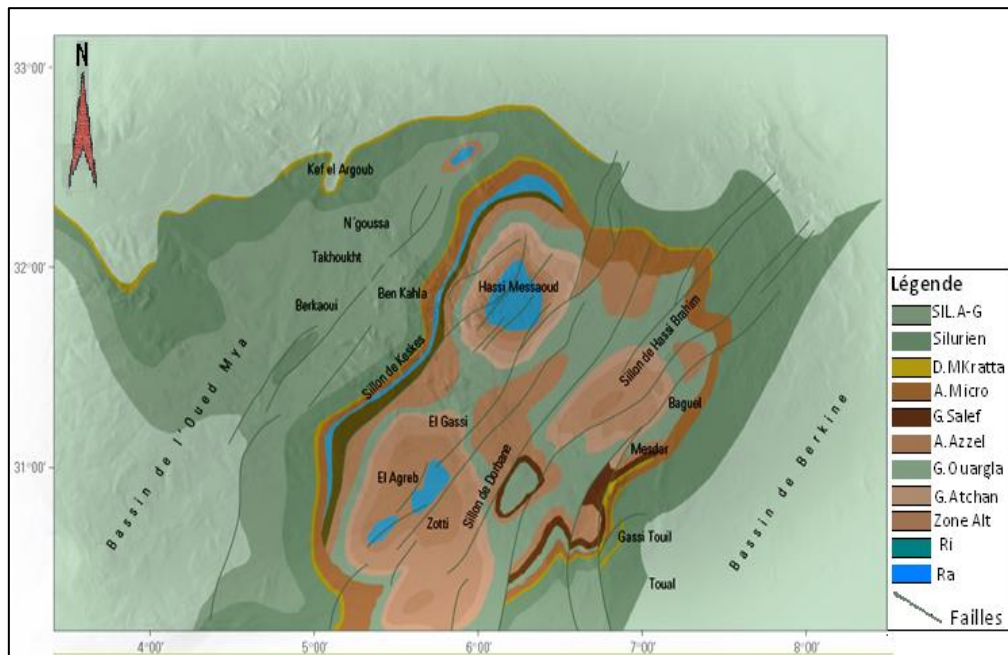 N
33°00'
32°00'
31°00'
4°00'
5°00'
6°00'
7°00'
8°00'
Kef el Argoub
N'goussa
Takhoukht
Berkaoui
Ben Kahla
Hassi Messaoud
Sillon de Keskes
Sillon de Hassi Brahim
El Gassi
Baguel
Mesdar
El Agreb
Zotti
Sillon de Dorbane
Gassi Touil
Toual
Bassin de l'Oued Mya
Bassin de Berkine
Légende
SIL.A-G
Silurien
D.MKratta
A.Micro
G.Salef
A.Azzel
G.Ouargla
G.Atchan
Zone Alt
Ri
Ra
Failles